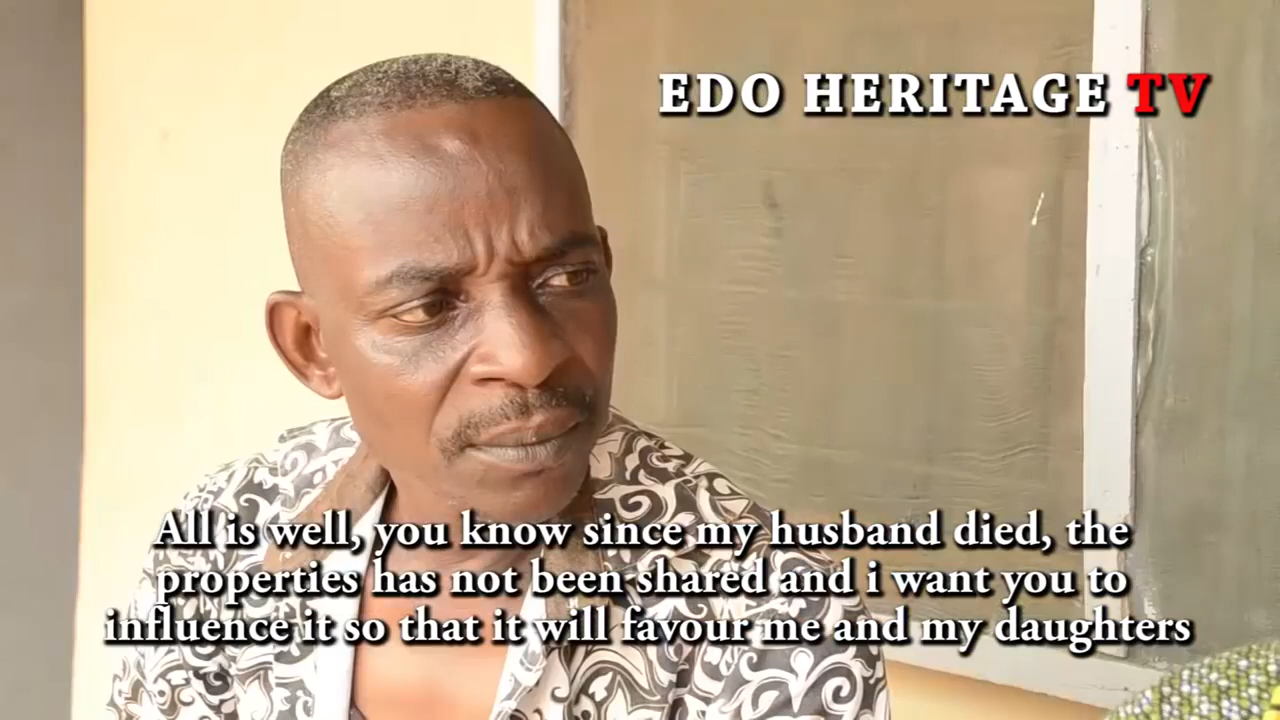 EDO HERITAGE TV
All is well, you know since my husband died, the
properties has not been shared and i want you to
influence it so that it will favour me and my daughters